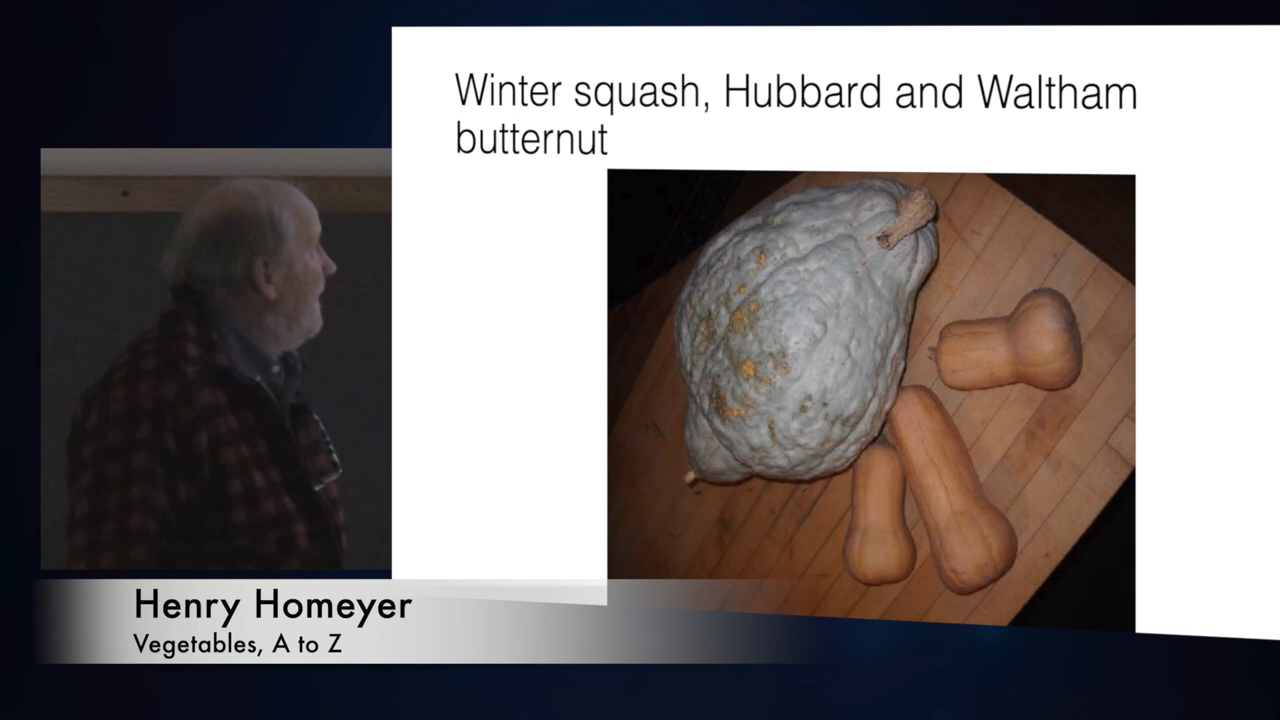 Winter squash, Hubbard and Waltham
butternut
Henry Homeyer
Vegetables, A to Z